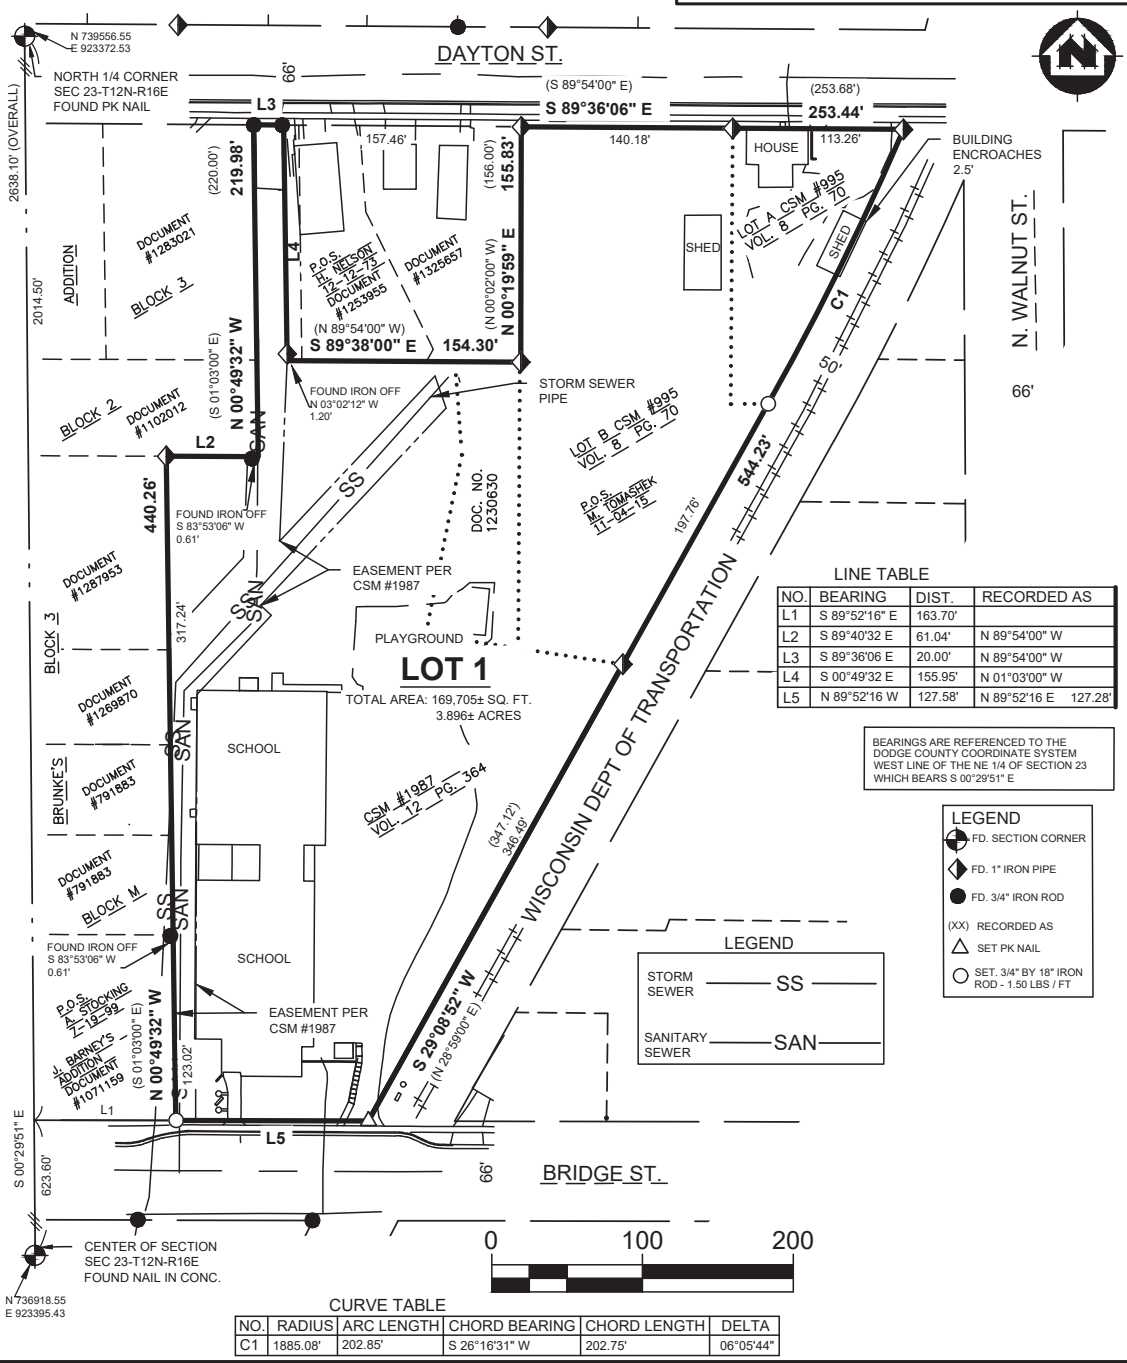 N 739556.55
E 923372.53
DAYTON ST.
NORTH 1/4 CORNER
SEC 23-T12N-R16E
FOUND PK NAIL
66'
(S 89°54'00" E)
(253.68')
N
L3
S 89°36'06" E
253.44'
2638.10' (OVERALL)
157.46'
140.18'
113.26'
HOUSE
BUILDING
ENCROACHES
2.5'
(220.00')
219.98'
(156.00')
155.83'
LOT A CSM #995
VOL. 8 PG. 70
DOCUMENT
#1283021
ADDITION
BLOCK 3
2014.50'
L4
P.O.S.
H. NELSON
12-12-73
DOCUMENT
#1253955
DOCUMENT
#1325657
(N 00°02'00" W)
N 00°19'59" E
SHED
SHED
C1
N. WALNUT ST.
66'
(N 89°54'00" W)
S 89°38'00" E 154.30'
(S 01°03'00" E)
N 00°49'32" W
FOUND IRON OFF
N 03°02'12" W
1.20'
STORM SEWER
PIPE
50'
BLOCK 2
DOCUMENT
#1102012
SAN
L2
LOT B CSM #995
VOL. 8 PG. 70
544.23'
SS
DOC. NO.
1230630
P.O.S.
M. TOMASHEK
11-04-15
197.76'
440.26'
FOUND IRON OFF
S 83°53'06" W
0.61'
DOCUMENT
#1287953
EASEMENT PER
CSM #1987
SS
SAN
BLOCK 3
317.24'
PLAYGROUND
LOT 1
TOTAL AREA: 169,705± SQ. FT.
3.896± ACRES
WISCONSIN DEPT OF TRANSPORTATION
LINE TABLE
NO. BEARING DIST. RECORDED AS
L1 S 89°52'16" E 163.70'
L2 S 89°40'32 E 61.04' N 89°54'00" W
L3 S 89°36'06 E 20.00' N 89°54'00" W
L4 S 00°49'32 E 155.95' N 01°03'00" W
L5 N 89°52'16 W 127.58' N 89°52'16 E 127.28'
DOCUMENT
#1269870
SS
SAN
SCHOOL
BRUNKE'S
DOCUMENT
#791883
BEARINGS ARE REFERENCED TO THE
DODGE COUNTY COORDINATE SYSTEM
WEST LINE OF THE NE 1/4 OF SECTION 23
WHICH BEARS S 00°29'51" E
CSM #1987
VOL. 12 PG. 364
(347.12')
346.49'
LEGEND
FD. SECTION CORNER
FD. 1" IRON PIPE
FD. 3/4" IRON ROD
(XX) RECORDED AS
SET PK NAIL
SET. 3/4" BY 18" IRON
ROD - 1.50 LBS / FT
DOCUMENT
#791883
BLOCK M
SS
SAN
FOUND IRON OFF
S 83°53'06" W
0.61'
SCHOOL
LEGEND
STORM
SEWER
SS
SANITARY
SEWER
SAN
P.O.S.
A. STOCKING
7-19-99
J. BARNEY'S
ADDITION
DOCUMENT
#1071159
(S 01°03'00" E)
N 00°49'32" W
123.02'
EASEMENT PER
CSM #1987
S 29°08'52" W
(N 28°59'00" E)
L1
L5
S 00°29'51" E
623.60'
66'
BRIDGE ST.
CENTER OF SECTION
SEC 23-T12N-R16E
FOUND NAIL IN CONC.
N 736918.55
E 923395.43
0 100 200
CURVE TABLE
NO. RADIUS ARC LENGTH CHORD BEARING CHORD LENGTH DELTA
C1 1885.08' 202.85' S 26°16'31" W 202.75' 06°05'44"